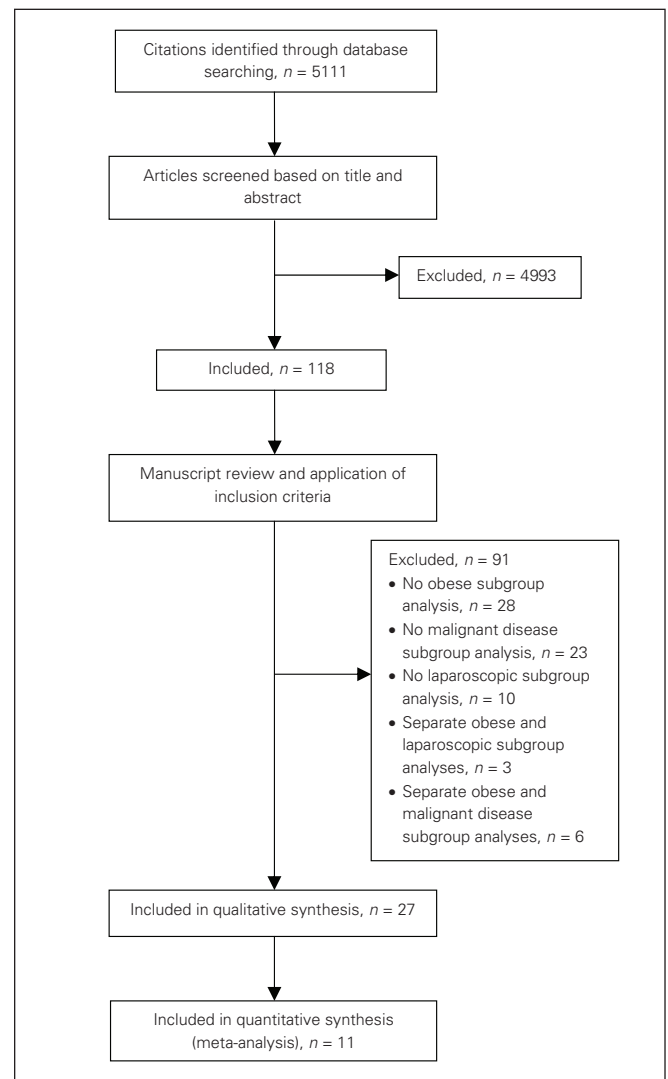 Citations identified through database
searching, n = 5111
Articles screened based on title and
abstract
Excluded, n = 4993
Included, n = 118
Manuscript review and application of
inclusion criteria
Excluded, n = 91
• No obese subgroup
analysis, n = 28
• No malignant disease
subgroup analysis, n = 23
• No laparoscopic subgroup
analysis, n = 10
• Separate obese and
laparoscopic subgroup
analyses, n = 3
• Separate obese and
malignant disease
subgroup analyses, n = 6
Included in qualitative synthesis, n = 27
Included in quantitative synthesis
(meta-analysis), n = 11